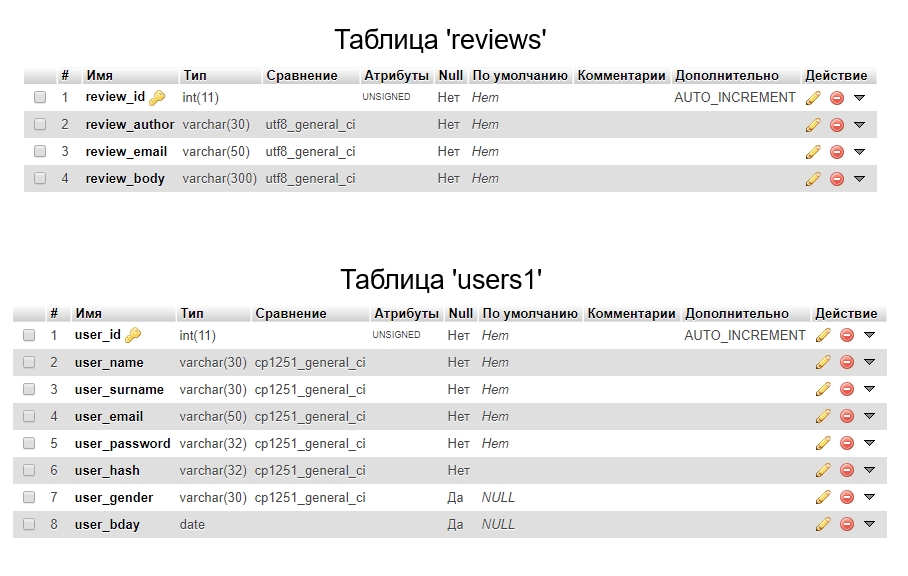 Таблица 'reviews'
# Имя Тип Сравнение Атрибуты Null По умолчанию Комментарии Дополнительно Действие
1 review_id int(11) UNSIGNED Нет Нет AUTO_INCREMENT
2 review_author varchar(30) utf8_general_ci Нет Нет
3 review_email varchar(50) utf8_general_ci Нет Нет
4 review_body varchar(300) utf8_general_ci Нет Нет
Таблица 'users1'
# Имя Тип Сравнение Атрибуты Null По умолчанию Комментарии Дополнительно Действие
1 user_id int(11) UNSIGNED Нет Нет AUTO_INCREMENT
2 user_name varchar(30) cp1251_general_ci Нет Нет
3 user_surname varchar(30) cp1251_general_ci Нет Нет
4 user_email varchar(50) cp1251_general_ci Нет Нет
5 user_password varchar(32) cp1251_general_ci Нет Нет
6 user_hash varchar(32) cp1251_general_ci Нет
7 user_gender varchar(30) cp1251_general_ci Да NULL
8 user_bday date Да NULL